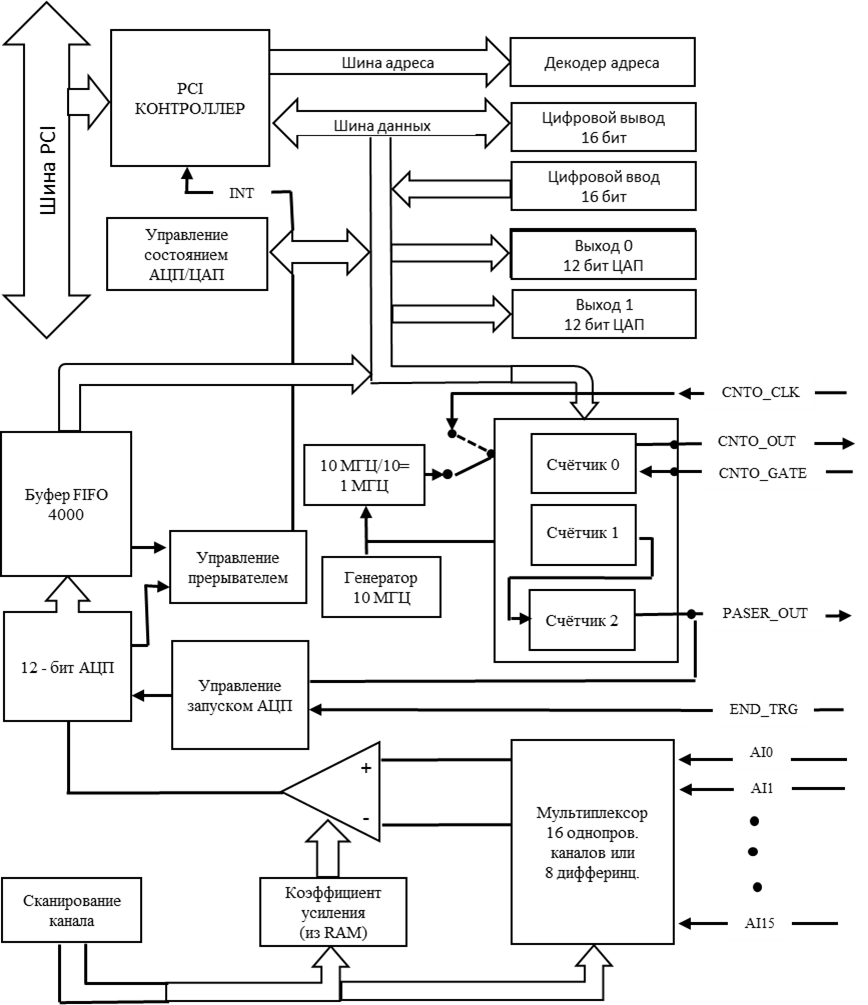 Шина PCI
PCI
КОНТРОЛЛЕР
Шина адреса
Декодер адреса
Шина данных
Цифровой вывод
16 бит
Цифровой ввод
16 бит
INT
Управление
состоянием
АЦП/ЦАП
Выход 0
12 бит ЦАП
Выход 1
12 бит ЦАП
CNTO_CLK
CNTO_OUT
CNTO_GATE
10 МГЦ/10=
1 МГЦ
Счётчик 0
Счётчик 1
Счётчик 2
Буфер FIFO
4000
Управление
прерывателем
Генератор
10 МГЦ
PASER_OUT
12 - бит АЦП
Управление
запуском АЦП
END_TRG
+
-
Мультиплексор
16 однопров.
каналов или
8 дифферинц.
AI0
AI1
AI15
Сканирование
канала
Коэффициент
усиления
(из RAM)